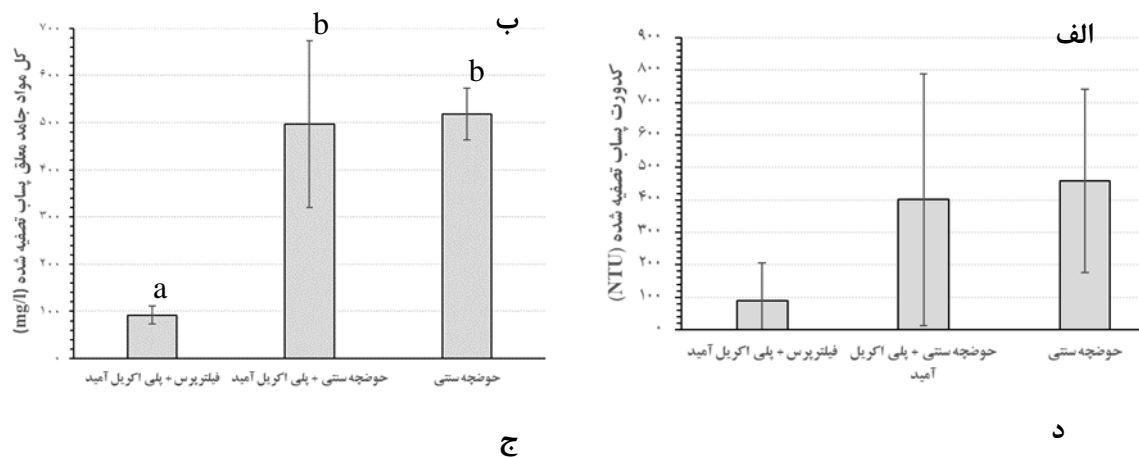 الف
کدورت پساب تصفیه شده (NTU)
۹۰۰
۸۰۰
۷۰۰
۶۰۰
۵۰۰
۴۰۰
۳۰۰
۲۰۰
۱۰۰
۰
حوضچه سنتی
حوضچه سنتی + پلی اکریل آمید
فیلترپرس + پلی اکریل آمید
ب
کل مواد جامد معلق پساب تصفیه شده (mg/l)
۷۰۰
۶۰۰
۵۰۰
۴۰۰
۳۰۰
۲۰۰
۱۰۰
۰
b
b
a
حوضچه سنتی
حوضچه سنتی + پلی اکریل آمید
فیلترپرس + پلی اکریل آمید
د
ج